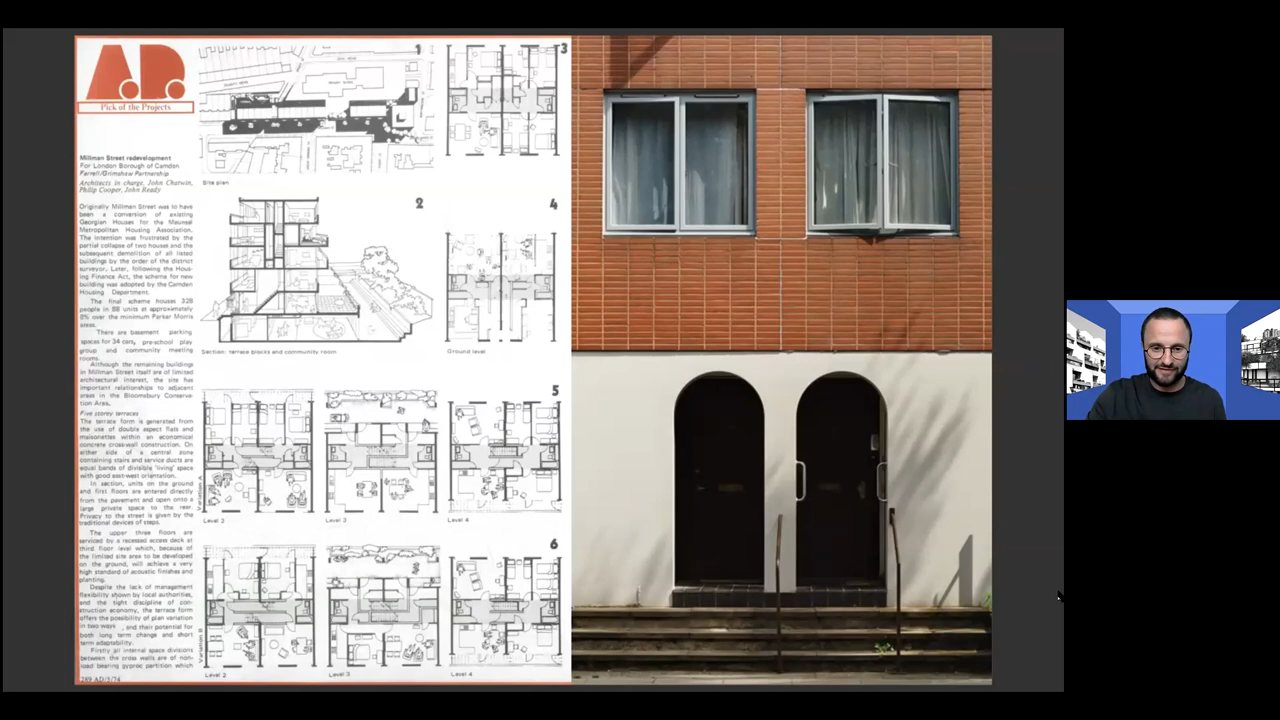 A.D.
Pick of the Projects
Millman Street redevelopment
For London Borough of Camden
Farrell/Grimshaw Partnership
Architects in charge, John Chatwin,
Philip Cooper, John Ready
Originally Millman Street was to have
been a conversion of existing
Georgian Houses for the Maunsel
Metropolitan Housing Association.
The intention was frustrated by the
partial collapse of two houses and the
subsequent demolition of all listed
buildings by the order of the district
surveyor. Later, following the Hous-
ing Finance Act, the scheme for new
building was adopted by the Camden
Housing Department.
The final scheme houses 328
people in 88 units at approximately
8% over the minimum Parker Morris
areas.
There are basement parking
spaces for 34 cars, pre-school play
group and community meeting
rooms.
Although the remaining buildings
in Millman Street itself are of limited
architectural interest, the site has
important relationships to adjacent
areas in the Bloomsbury Conserva-
tion Area.
Five storey terraces
The terrace form is generated from
the use of double aspect flats and
maisonettes within an economical
concrete cross-wall construction. On
either side of a central zone
containing stairs and service ducts are
equal bands of divisible 'living' space
with good east-west orientation.
In section, units on the ground
and first floors are entered directly
from the pavement and open onto a
large private space to the rear.
Privacy to the street is given by the
traditional devices of steps.
The upper three floors are
serviced by a recessed access deck at
third floor level which, because of
the limited site area to be developed
on the ground, will achieve a very
high standard of acoustic finishes and
planting.
Despite the lack of management
flexibility shown by local authorities,
and the tight discipline of con-
struction economy, the terrace form
offers the possibility of plan variation
in two ways , and their potential for
both long term change and short
term adaptability.
Firstly all internal space divisions
between the cross walls are of non-
load bearing gyproc partition which
289 AD/5/74
1
Site plan
2
Section: terrace blocks and community room
3
4
Ground level
5
Variation A
Level 2
Level 3
Level 4
6
Variation B
Level 2
Level 3
Level 4